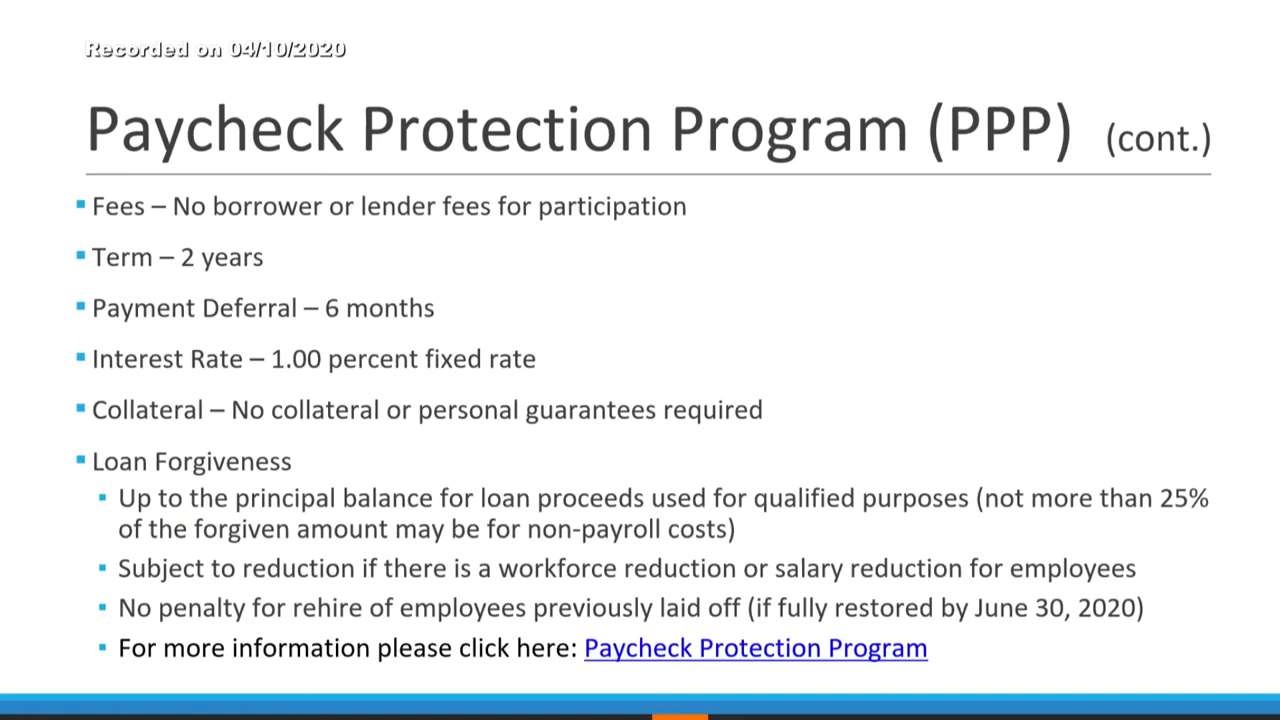 Recorded on 04/10/2020
Paycheck Protection Program (PPP) (cont.)
▪ Fees – No borrower or lender fees for participation
▪ Term – 2 years
▪ Payment Deferral – 6 months
▪ Interest Rate – 1.00 percent fixed rate
▪ Collateral – No collateral or personal guarantees required
▪ Loan Forgiveness
▪ Up to the principal balance for loan proceeds used for qualified purposes (not more than 25%
of the forgiven amount may be for non-payroll costs)
▪ Subject to reduction if there is a workforce reduction or salary reduction for employees
▪ No penalty for rehire of employees previously laid off (if fully restored by June 30, 2020)
▪ For more information please click here: Paycheck Protection Program